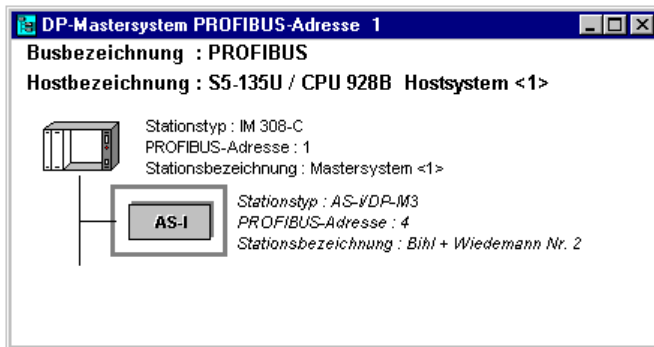 DP-Mastersystem PROFIBUS-Adresse 1
Busbezeichnung : PROFIBUS
Hostbezeichnung : S5-135U / CPU 928B Hostsystem <1>
Stationstyp : IM 308-C
PROFIBUS-Adresse : 1
Stationsbezeichnung : Mastersystem <1>
Stationstyp : AS-I/DP-IM3
AS-I
PROFIBUS-Adresse : 4
Stationsbezeichnung : Bihl + Wiedemann Nr. 2